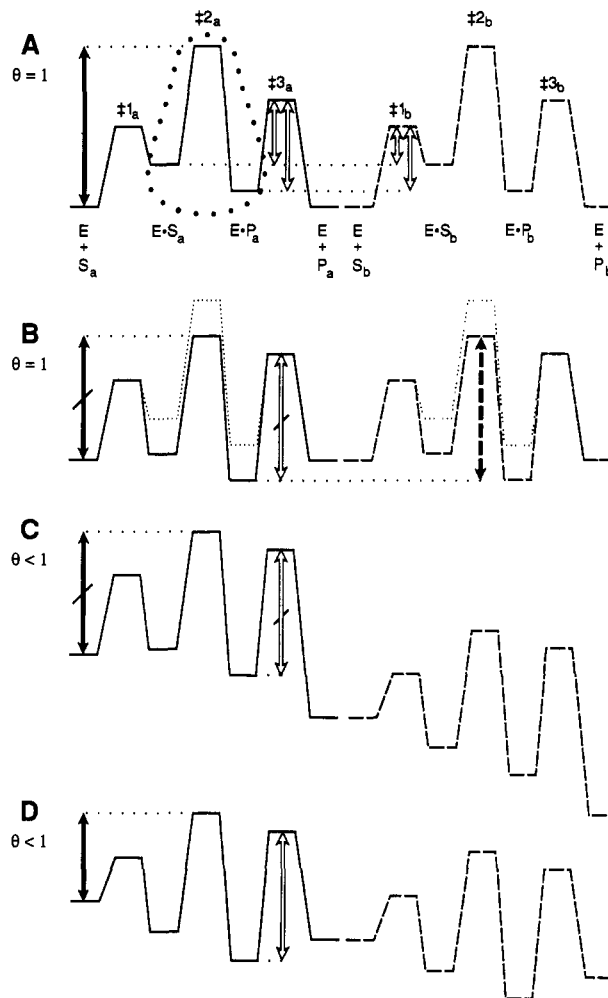 A
θ = 1
‡1a
‡2a
‡3a
‡1b
‡2b
‡3b
E + Sa
E•Sa
E•Pa
E + Pa
E + Sb
E•Sb
E•Pb
E + Pb
B
θ = 1
C
θ < 1
D
θ < 1